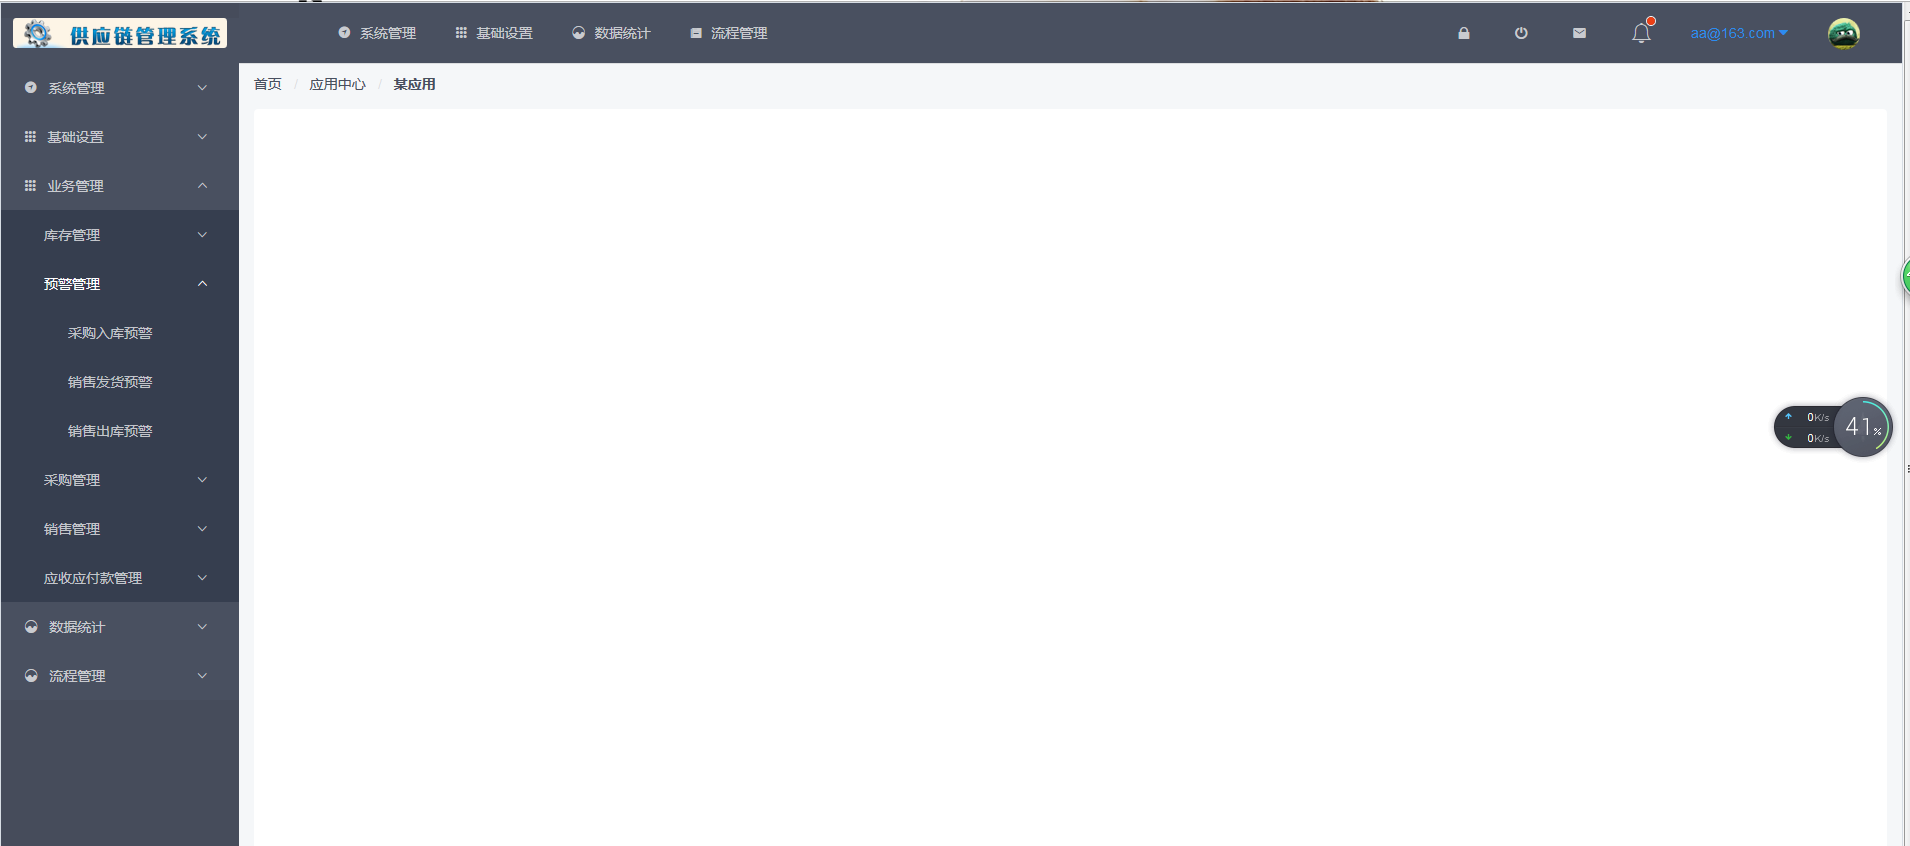 供应链管理系统
系统管理 基础设置 数据统计 流程管理 aa@163.com
首页 / 应用中心 / 某应用
系统管理
基础设置
业务管理
库存管理
预警管理
采购入库预警
销售发货预警
销售出库预警
采购管理
销售管理
应收应付款管理
数据统计
流程管理
0K/s
0K/s
41%